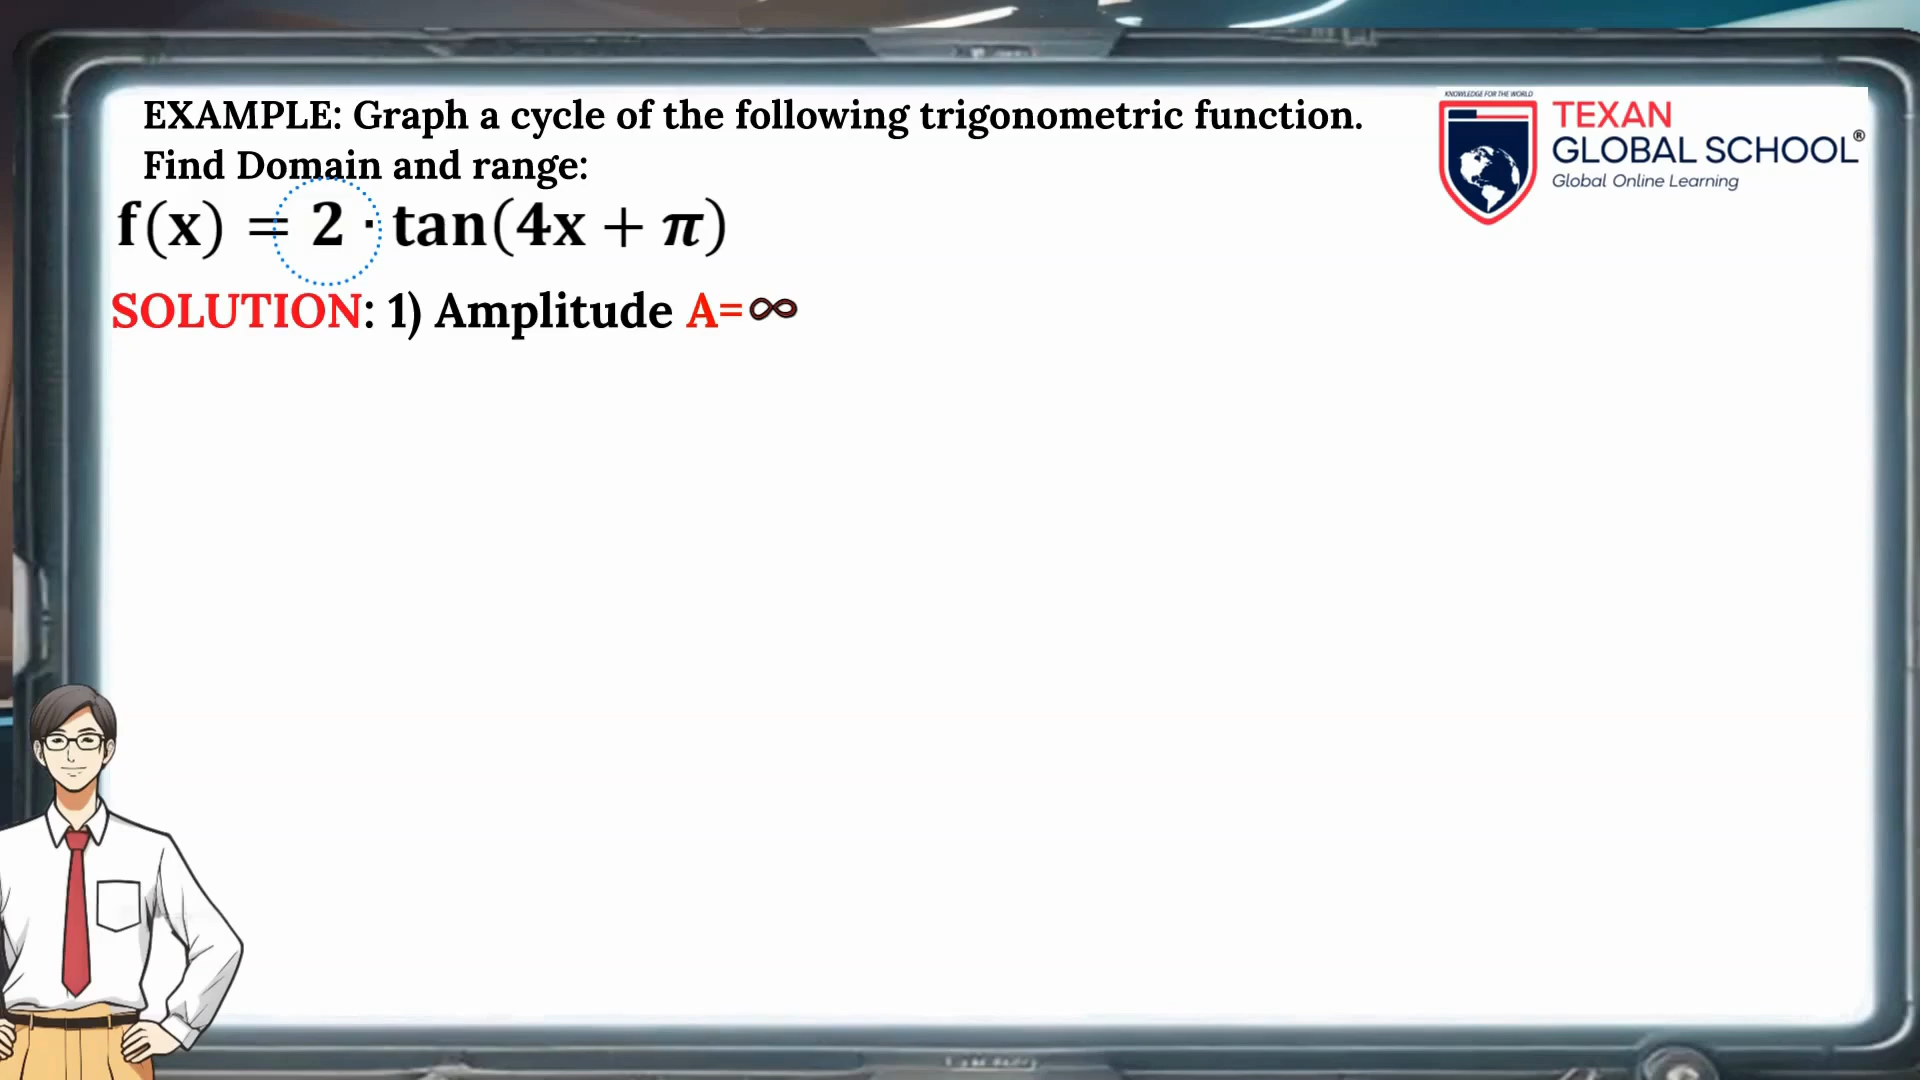 EXAMPLE: Graph a cycle of the following trigonometric function.
Find Domain and range:
f(x) = 2 · tan(4x + π)
SOLUTION: 1) Amplitude A=∞
KNOWLEDGE FOR THE WORLD
TEXAN
GLOBAL SCHOOL®
Global Online Learning